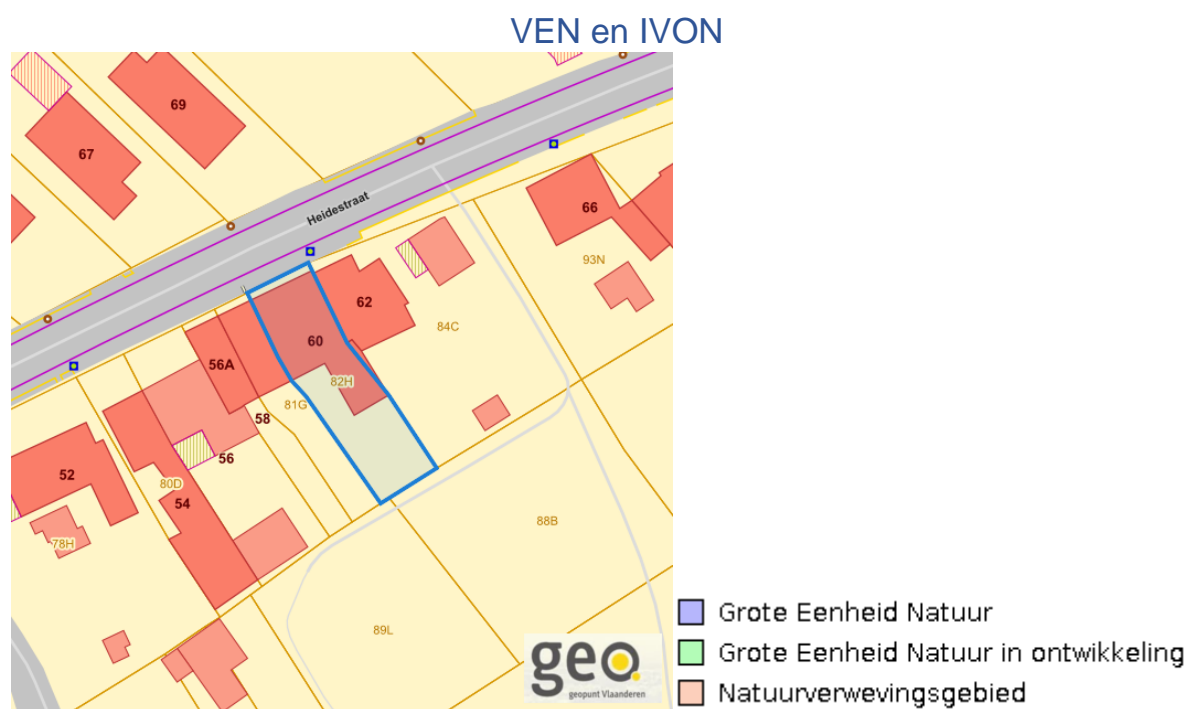 VEN en IVON
69
67
Heidestraat
66
93N
62
84C
60
56A
82H
81G
58
56
52
80D
54
88B
78H
89L
geo
geopunt Vlaanderen
Grote Eenheid Natuur
Grote Eenheid Natuur in ontwikkeling
Natuurverwevingsgebied